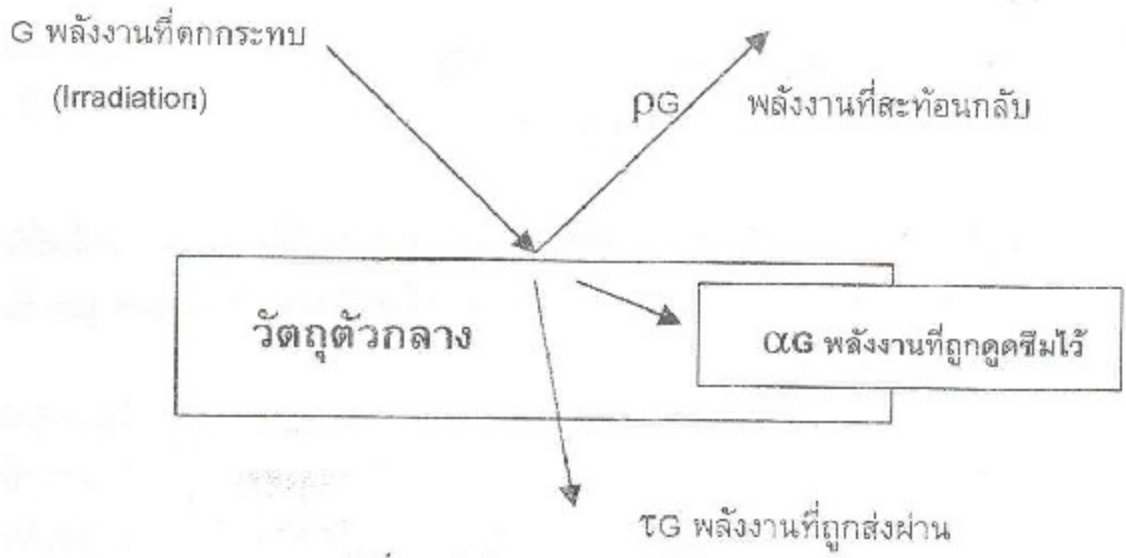 G พลังงานที่ตกกระทบ
(Irradiation)
ρG
พลังงานที่สะท้อนกลับ
วัตถุตัวกลาง
αG พลังงานที่ถูกดูดซึมไว้
τG พลังงานที่ถูกส่งผ่าน